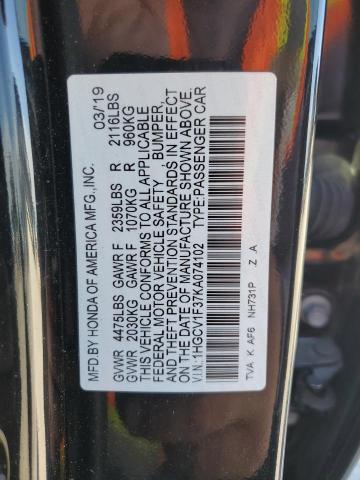 MFD BY HONDA OF AMERICA MFG.,INC. 03/19
GVWR 4475LBS GAWR F 2359LBS R 2116LBS
GVWR 2030KG GAWR F 1070KG R 960KG
THIS VEHICLE CONFORMS TO ALL APPLICABLE
FEDERAL MOTOR VEHICLE SAFETY, BUMPER,
AND THEFT PREVENTION STANDARDS IN EFFECT
ON THE DATE OF MANUFACTURE SHOWN ABOVE.
V.I.N.:1HGCV1F37KA074102 TYPE:PASSENGER CAR
TVA K AF6 NH731P Z A